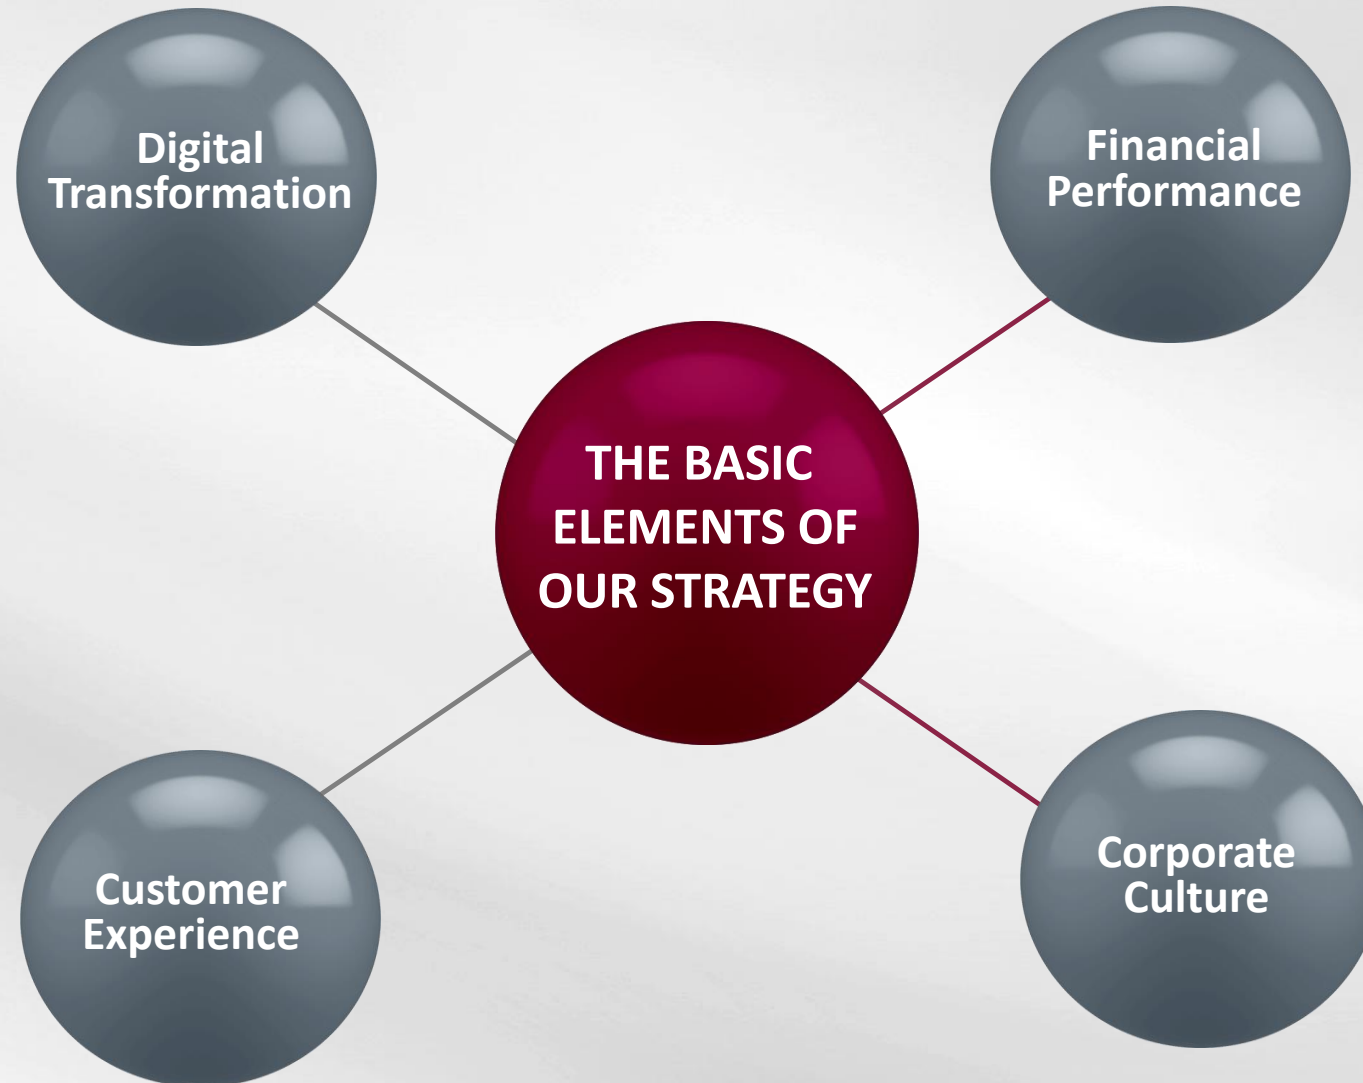 Digital
Transformation
Financial
Performance
THE BASIC
ELEMENTS OF
OUR STRATEGY
Customer
Experience
Corporate
Culture